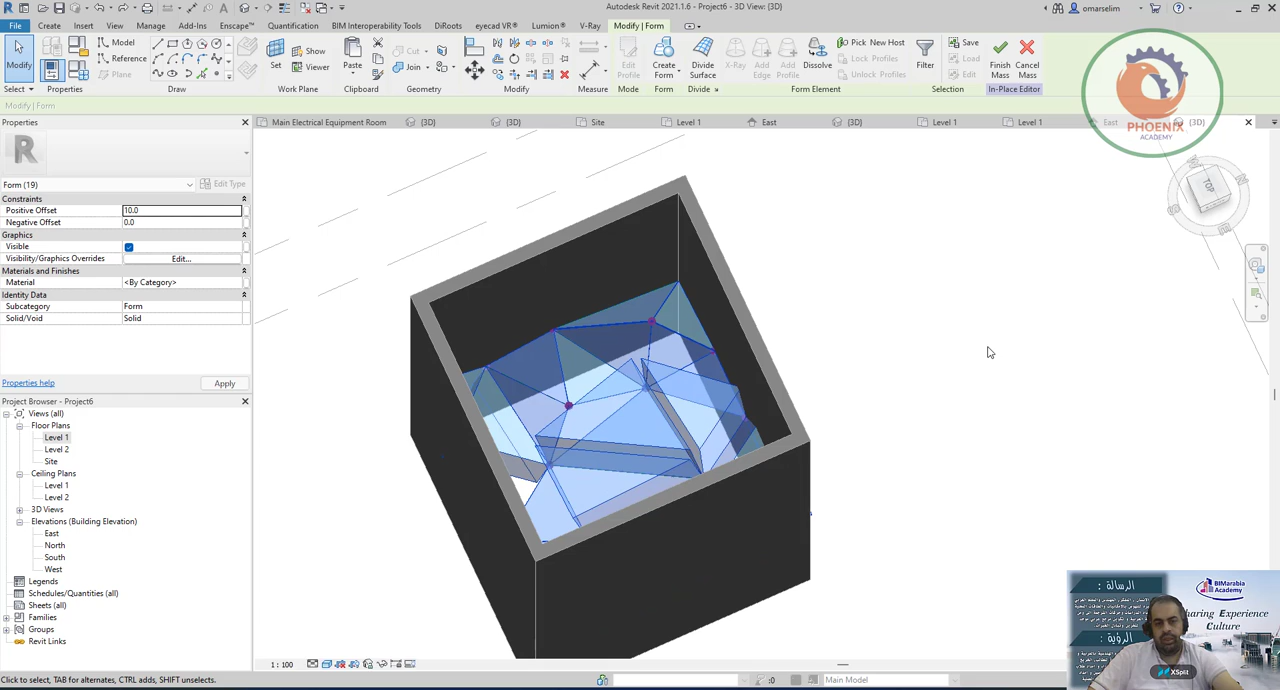 Autodesk Revit 2021.1.6 - Project6 - 3D View: {3D}
omarselim
File Create Insert View Manage Add-Ins Enscape™ Quantification BIM Interoperability Tools DiRoots eyecad VR® Lumion® V-Ray Modify | Form
Modify
Model
Reference
Plane
Set
Show
Viewer
Paste
Cut
Join
Edit Profile
Create Form
Divide Surface
X-Ray
Add Edge
Add Profile
Dissolve
Pick New Host
Lock Profiles
Unlock Profiles
Filter
Save
Load
Edit
Finish Mass
Cancel Mass
Select Properties Draw Work Plane Clipboard Geometry Modify Measure Mode Form Divide Form Element Selection In-Place Editor
Modify | Form
PHOENIX
ACADEMY
Properties
Main Electrical Equipment Room {3D} {3D} Site Level 1 East {3D} Level 1 Level 1 East {3D}
R
TOP
Form (19)
Edit Type
Constraints
Positive Offset 10.0
Negative Offset 0.0
Graphics
Visible
Visibility/Graphics Overrides Edit...
Materials and Finishes
Material <By Category>
Identity Data
Subcategory Form
Solid/Void Solid
Properties help
Apply
Project Browser - Project6
Views (all)
Floor Plans
Level 1
Level 2
Site
Ceiling Plans
Level 1
Level 2
3D Views
Elevations (Building Elevation)
East
North
South
West
Legends
Schedules/Quantities (all)
Sheets (all)
Families
Groups
Revit Links
1 : 100
الرسالة :
الرؤية :
BIMarabia
Academy
Sharing Experience
Culture
XSplit
Click to select, TAB for alternates, CTRL adds, SHIFT unselects.
:0
Main Model